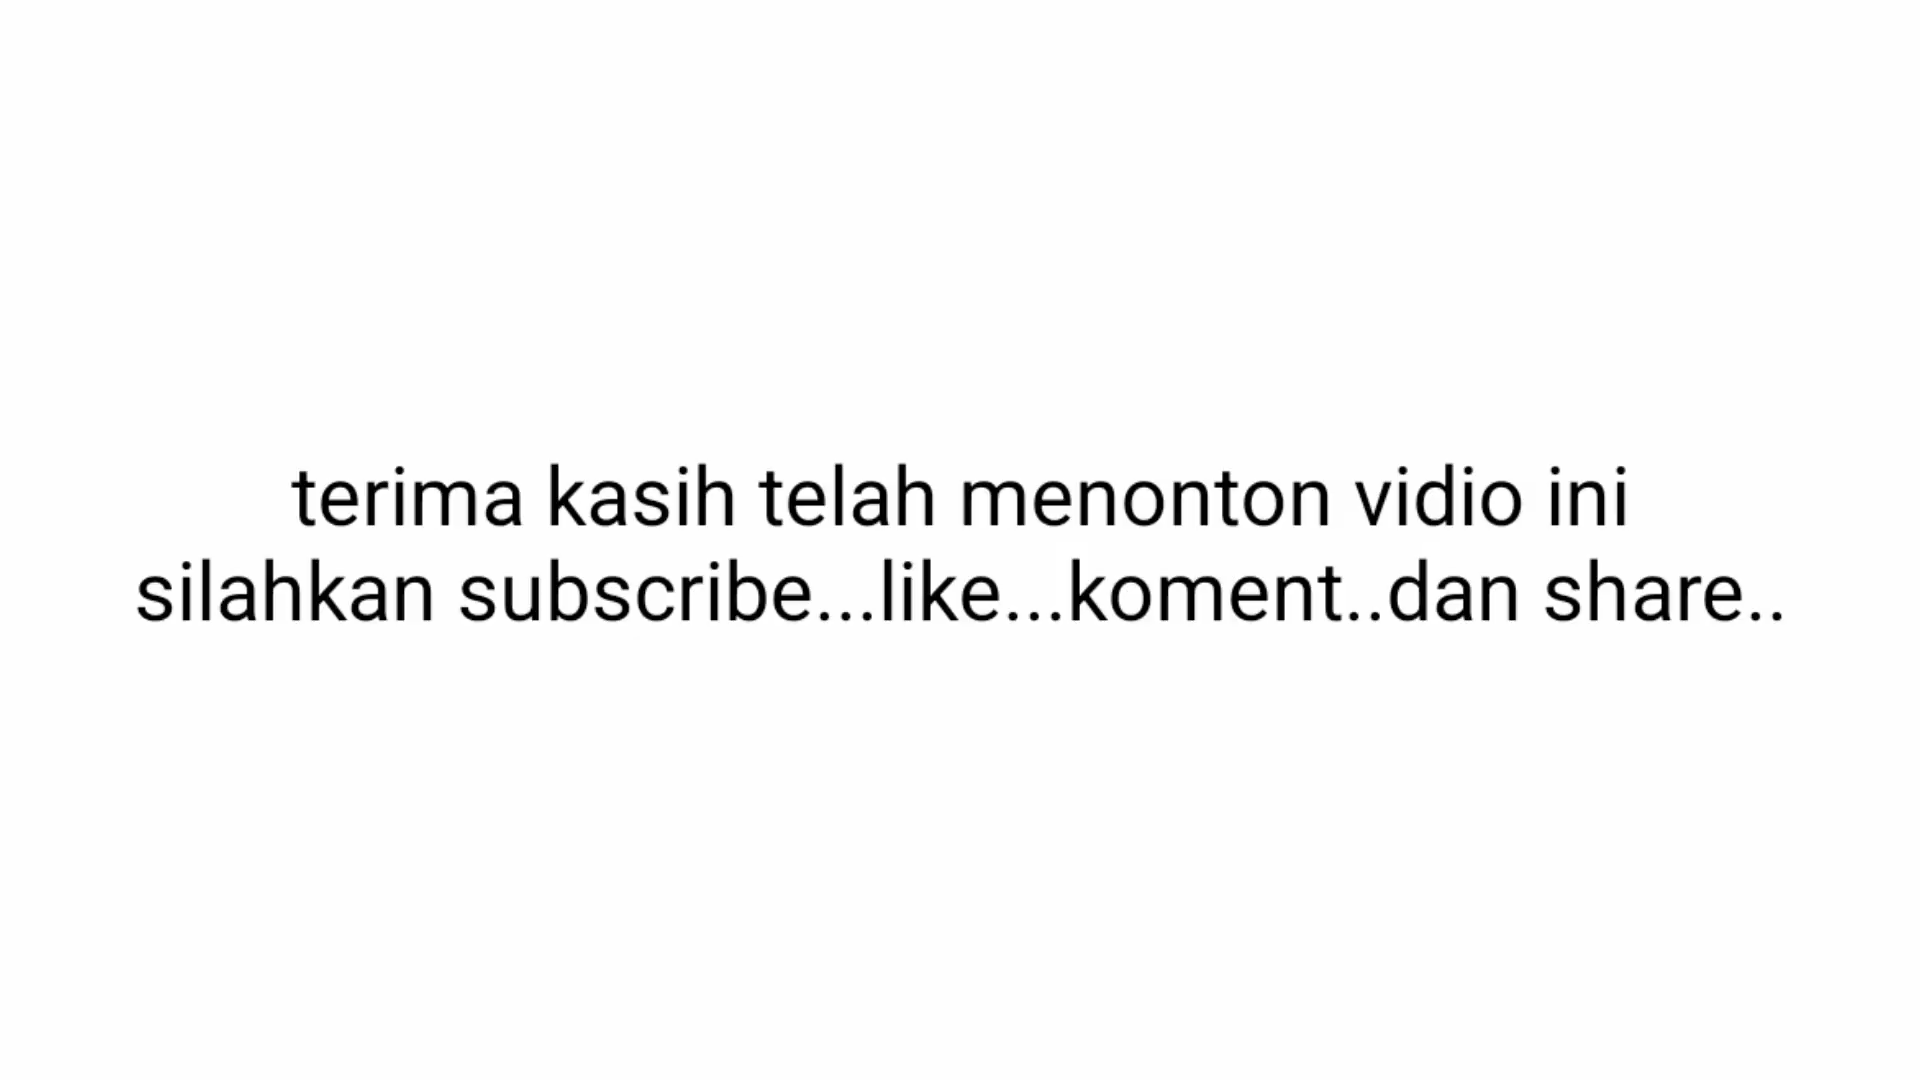 terima kasih telah menonton vidio ini
silahkan subscribe...like...koment..dan share..